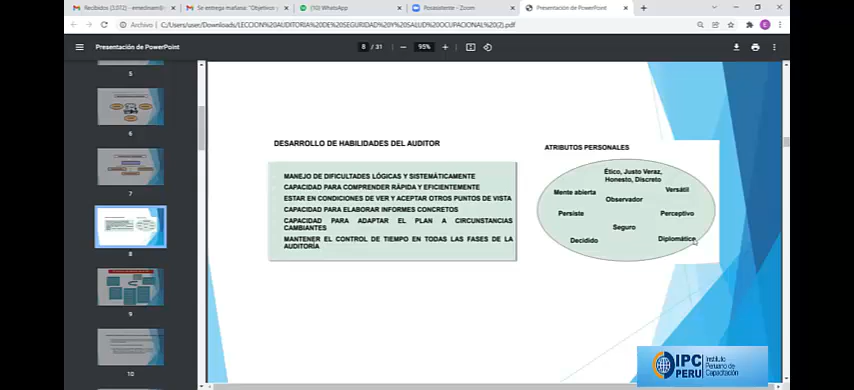 Recibidos (3,072) - emedinam@
Se entrega mañana: "Objetivos y
(10) WhatsApp
Posasistente - Zoom
Presentación de PowerPoint
Archivo
C:/Users/user/Downloads/LECCION%20AUDITORIA%20DE%20SEGURIDAD%20Y%20SALUD%20OCUPACIONAL%20(2).pdf
Presentación de PowerPoint
8 / 31
95%
5
6
7
8
9
10
DESARROLLO DE HABILIDADES DEL AUDITOR
MANEJO DE DIFICULTADES LÓGICAS Y SISTEMÁTICAMENTE
CAPACIDAD PARA COMPRENDER RÁPIDA Y EFICIENTEMENTE
ESTAR EN CONDICIONES DE VER Y ACEPTAR OTROS PUNTOS DE VISTA
CAPACIDAD PARA ELABORAR INFORMES CONCRETOS
CAPACIDAD PARA ADAPTAR EL PLAN A CIRCUNSTANCIAS
CAMBIANTES
MANTENER EL CONTROL DE TIEMPO EN TODAS LAS FASES DE LA
AUDITORÍA
ATRIBUTOS PERSONALES
Ético, Justo Veraz,
Honesto, Discreto
Mente abierta
Versátil
Observador
Persiste
Perceptivo
Seguro
Decidido
Diplomático
IPC
PERU
Instituto
Peruano de
Capacitación